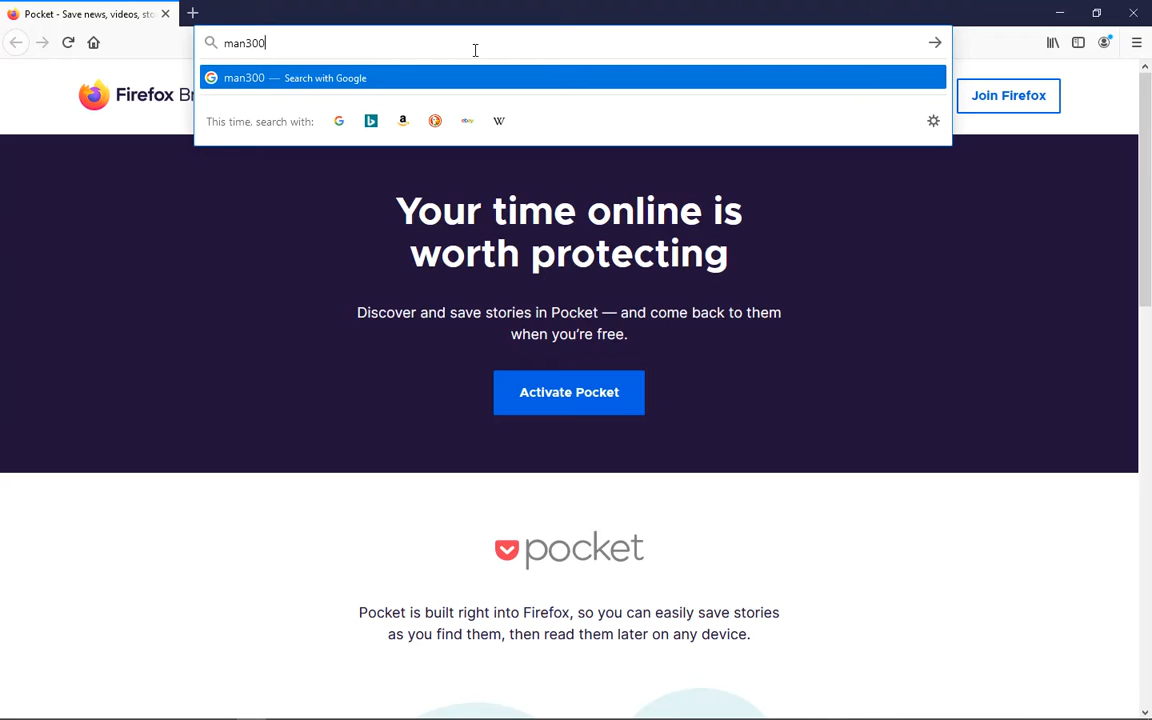 Pocket - Save news, videos, sto
man300
man300 — Search with Google
This time, search with:
Firefox B
Join Firefox
Your time online is
worth protecting
Discover and save stories in Pocket — and come back to them
when you're free.
Activate Pocket
pocket
Pocket is built right into Firefox, so you can easily save stories
as you find them, then read them later on any device.